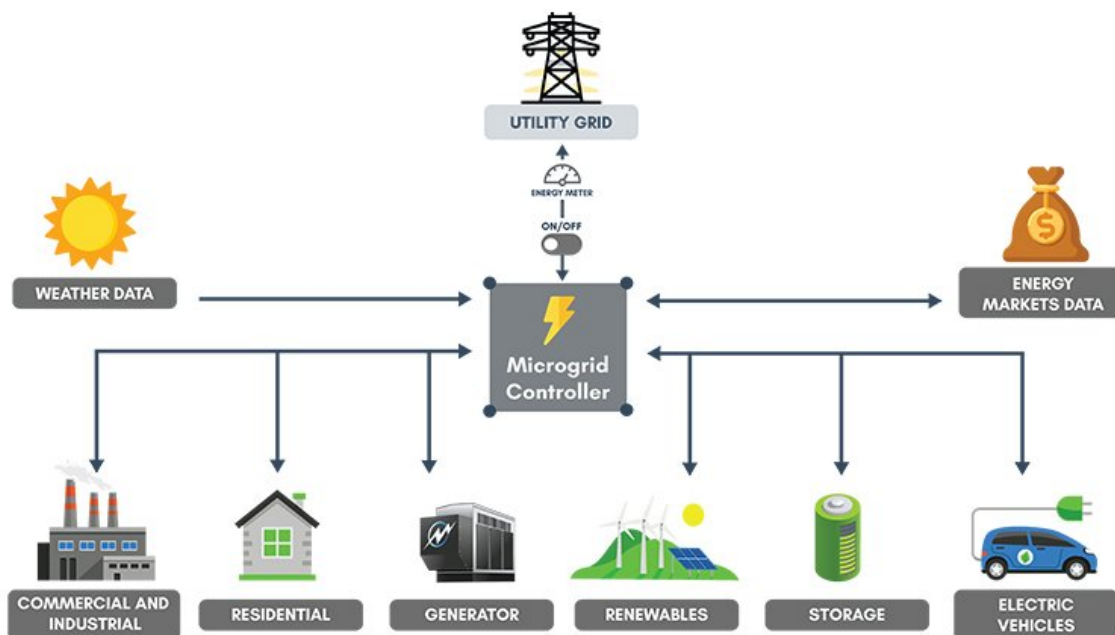 UTILITY GRID
ENERGY METER
ON/OFF
WEATHER DATA
ENERGY
MARKETS DATA
Microgrid
Controller
COMMERCIAL AND
INDUSTRIAL
RESIDENTIAL
GENERATOR
RENEWABLES
STORAGE
ELECTRIC
VEHICLES